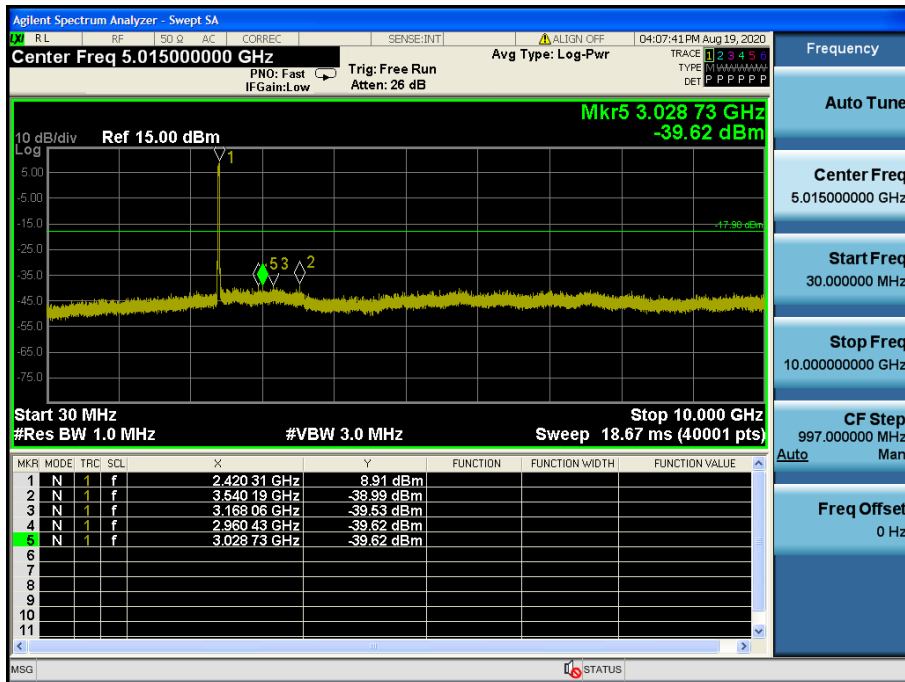 Agilent Spectrum Analyzer - Swept SA
LXI RL RF 50 Ω AC CORREC SENSE:INT ALIGN OFF 04:07:41 PM Aug 19, 2020
Center Freq 5.015000000 GHz
PNO: Fast
IFGain:Low
Trig: Free Run
Atten: 26 dB
Avg Type: Log-Pwr
TRACE 1 2 3 4 5 6
TYPE M WWWWW
DET P P P P P P
Mkr5 3.028 73 GHz
-39.62 dBm
10 dB/div Ref 15.00 dBm
Log
1
5.00
-5.00
-15.0
-17.90 dBm
-25.0
5 3 2
-35.0
-45.0
-55.0
-65.0
-75.0
Start 30 MHz Stop 10.000 GHz
#Res BW 1.0 MHz #VBW 3.0 MHz Sweep 18.67 ms (40001 pts)
MKR MODE TRC SCL X Y FUNCTION FUNCTION WIDTH FUNCTION VALUE
1 N 1 f 2.420 31 GHz 8.91 dBm
2 N 1 f 3.540 19 GHz -38.99 dBm
3 N 1 f 3.168 06 GHz -39.53 dBm
4 N 1 f 2.960 43 GHz -39.62 dBm
5 N 1 f 3.028 73 GHz -39.62 dBm
6
7
8
9
10
11
MSG STATUS
Frequency
Auto Tune
Center Freq
5.015000000 GHz
Start Freq
30.000000 MHz
Stop Freq
10.000000000 GHz
CF Step
997.000000 MHz
Auto Man
Freq Offset
0 Hz